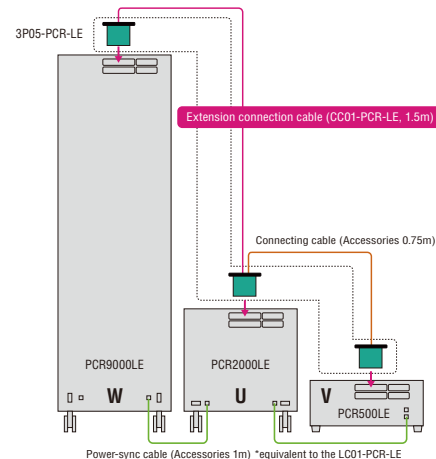 3P05-PCR-LE
Extension connection cable (CC01-PCR-LE, 1.5m)
Connecting cable (Accessories 0.75m)
PCR9000LE
W
PCR2000LE
U
V
PCR500LE
Power-sync cable (Accessories 1m) *equivalent to the LC01-PCR-LE